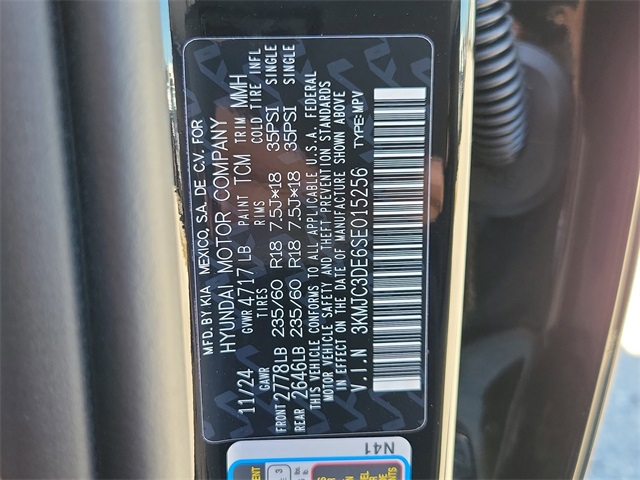 MFD.BY KIA MEXICO, S.A. DE C.V. FOR
HYUNDAI MOTOR COMPANY
11/24 GVWR 4717 LB PAINT TCM TRIM MMH
GAWR TIRES RIMS COLD TIRE INFL
FRONT 2778LB 235/60 R18 7.5J*18 35PSI SINGLE
REAR 2646LB 235/60 R18 7.5J*18 35PSI SINGLE
THIS VEHICLE CONFORMS TO ALL APPLICABLE U.S.A. FEDERAL
MOTOR VEHICLE SAFETY AND THEFT PREVENTION STANDARDS
IN EFFECT ON THE DATE OF MANUFACTURE SHOWN ABOVE
V.I.N 3KMJC3DE6SE015256 TYPE:MPV
N41